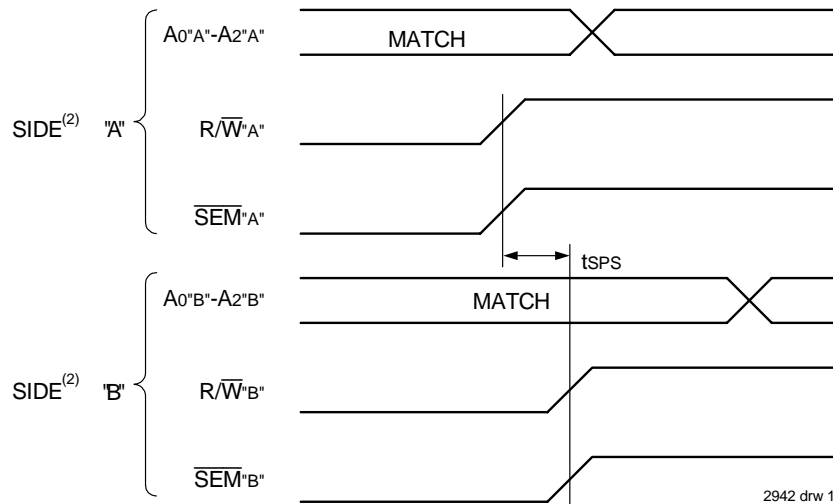 A0"A"-A2"A" MATCH
SIDE(2) "A" R/W"A"
SEM"A"
tSPS
A0"B"-A2"B" MATCH
SIDE(2) "B" R/W"B"
SEM"B"
2942 drw 1